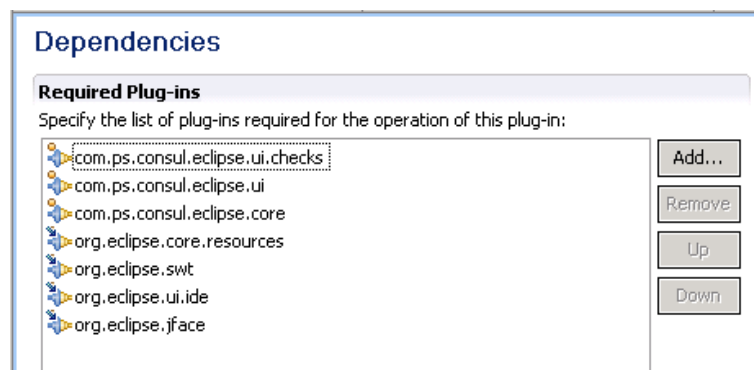 Dependencies
Required Plug-ins
Specify the list of plug-ins required for the operation of this plug-in:
com.ps.consul.eclipse.ui.checks
com.ps.consul.eclipse.ui
com.ps.consul.eclipse.core
org.eclipse.core.resources
org.eclipse.swt
org.eclipse.ui.ide
org.eclipse.jface
Add...
Remove
Up
Down